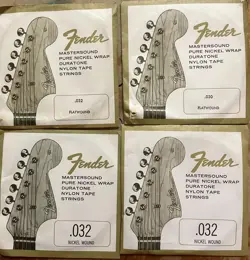 Fender
MASTERSOUND
PURE NICKEL WRAP
DURATONE
NYLON TAPE
STRINGS
FLATWOUND
Fender
MASTERSOUND
PURE NICKEL WRAP
DURATONE
NYLON TAPE
STRINGS
FLATWOUND
Fender
MASTERSOUND
PURE NICKEL WRAP
DURATONE
NYLON TAPE
STRINGS
.032
NICKEL WOUND
Fender
MASTERSOUND
PURE NICKEL WRAP
DURATONE
NYLON TAPE
STRINGS
.032
NICKEL WOUND